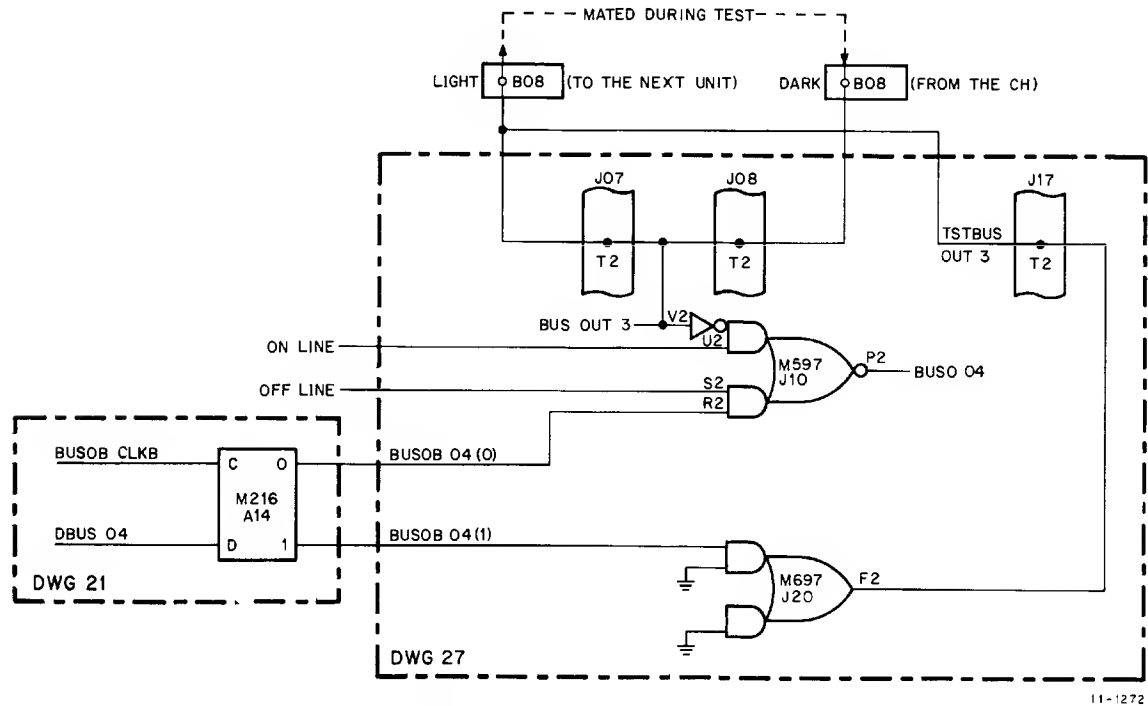 MATED DURING TEST
LIGHT B08 (TO THE NEXT UNIT) DARK B08 (FROM THE CH)
J07 J08 J17
T2 T2 TSTBUS OUT 3 T2
BUS OUT 3 V2
U2
ON LINE
M597 J10 P2 BUSO 04
OFF LINE S2
R2
BUSOB CLKB C 0 BUSOB 04 (0)
M216 A14
DBUS 04 D 1 BUSOB 04(1)
DWG 21
M697 J20 F2
DWG 27
11-1272